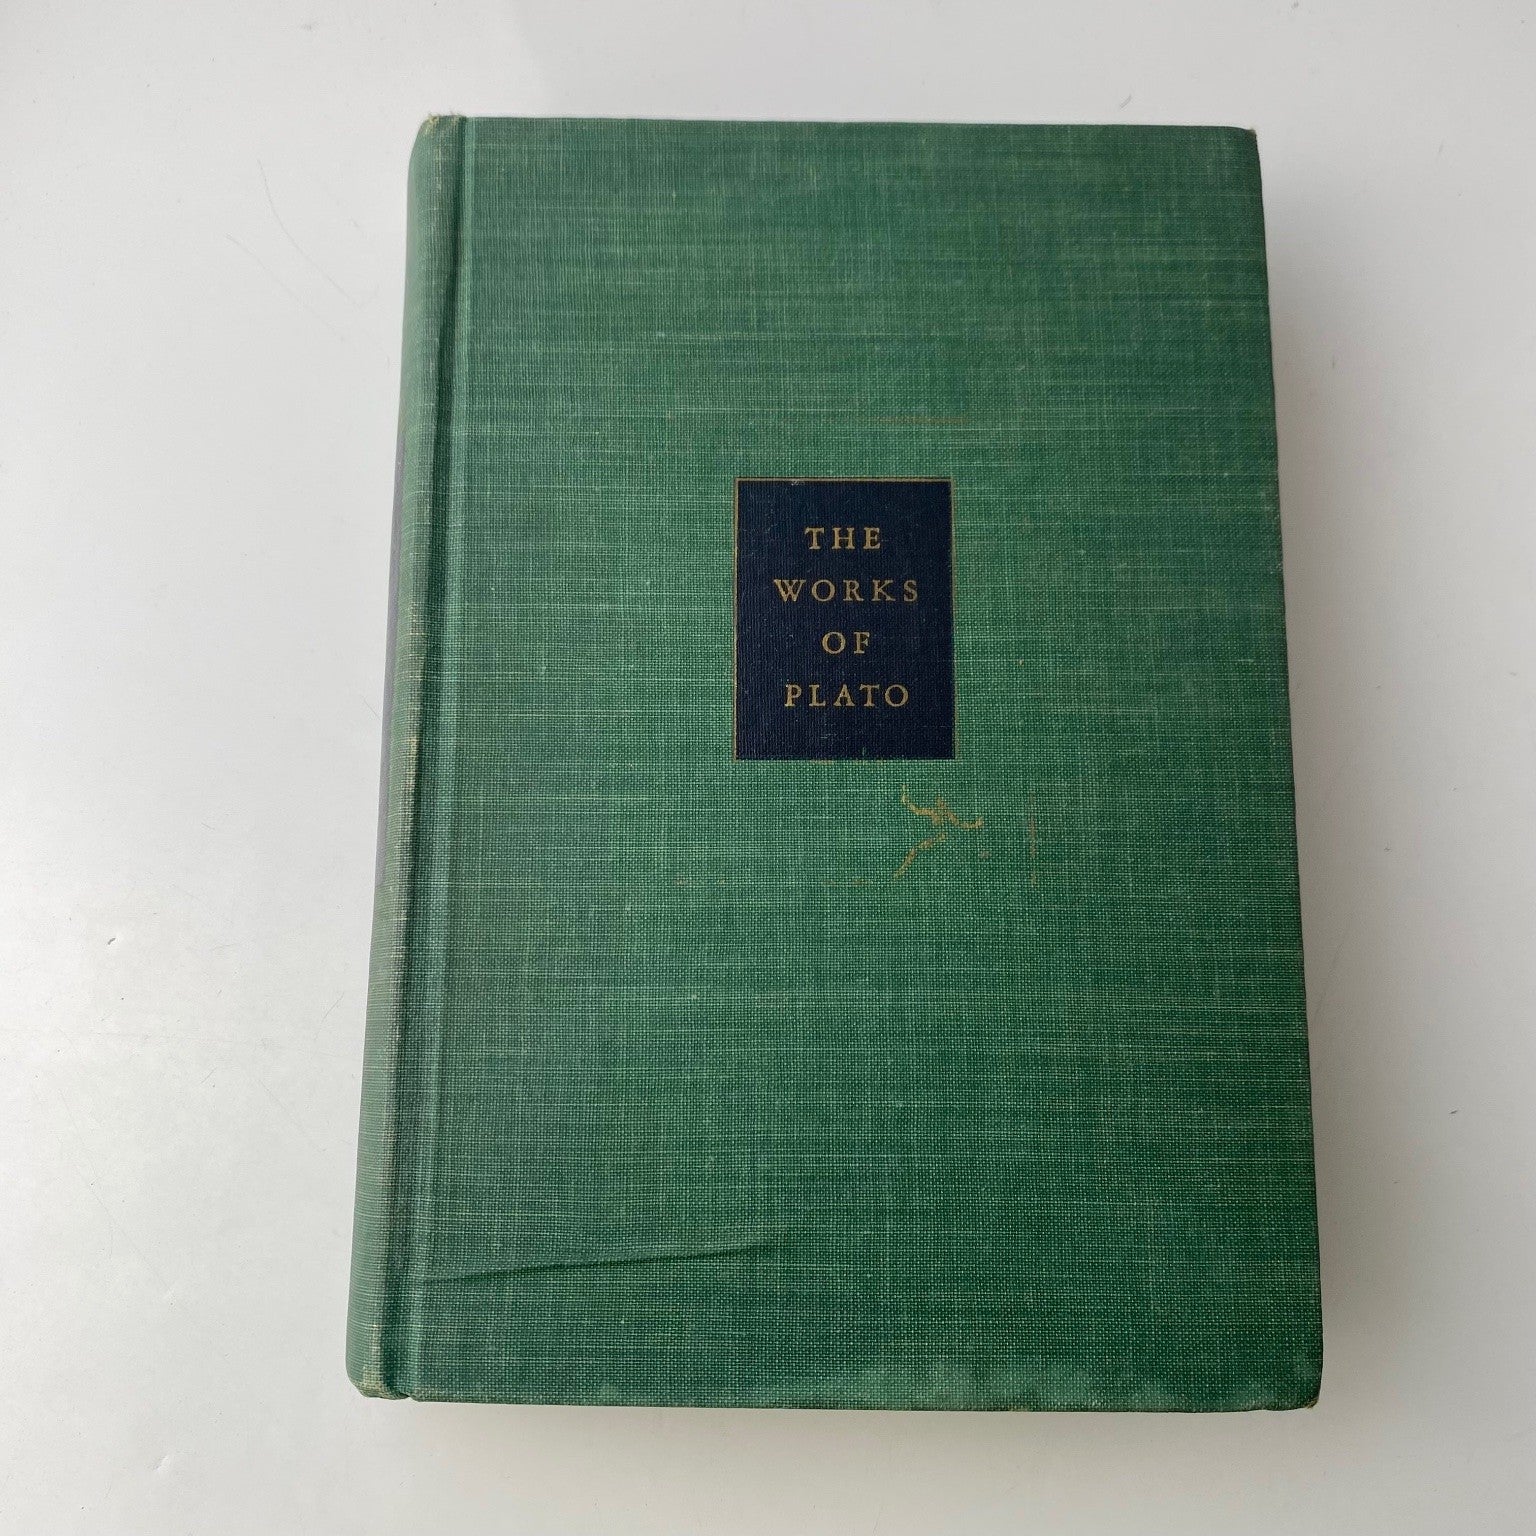 THE
WORKS
OF
PLATO